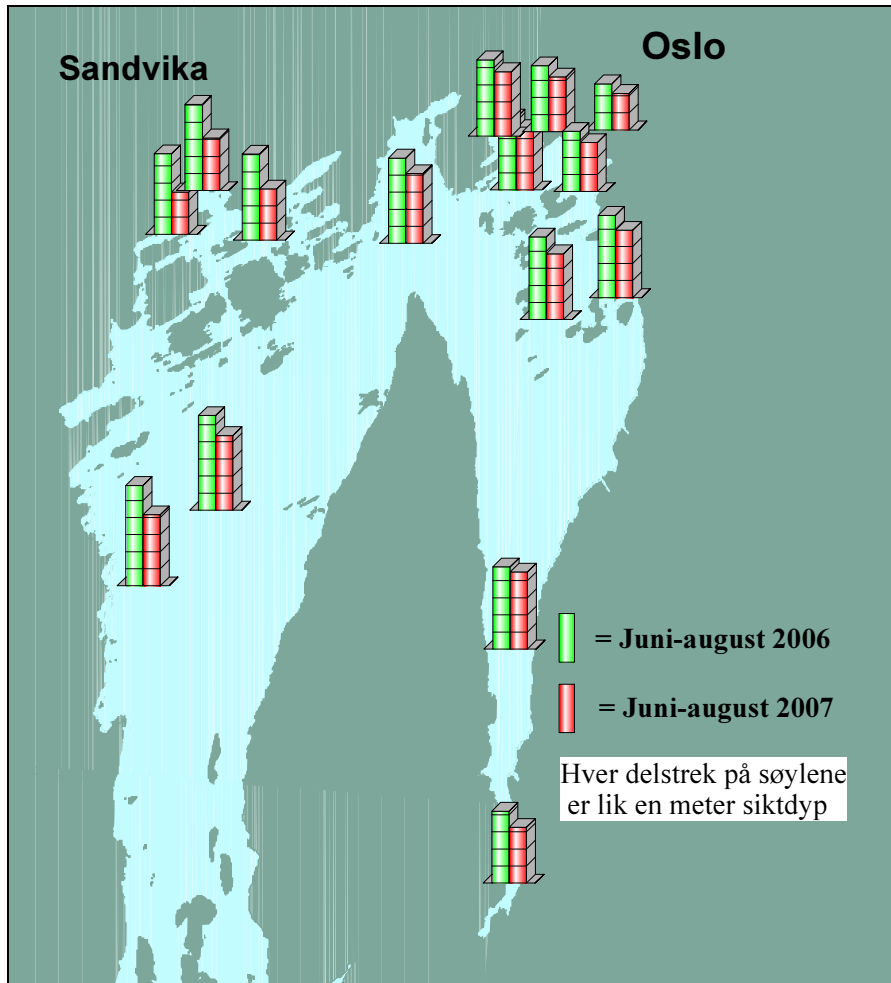 Sandvika
Oslo
= Juni-august 2006
= Juni-august 2007
Hver delstrek på søylene
er lik en meter siktdyp